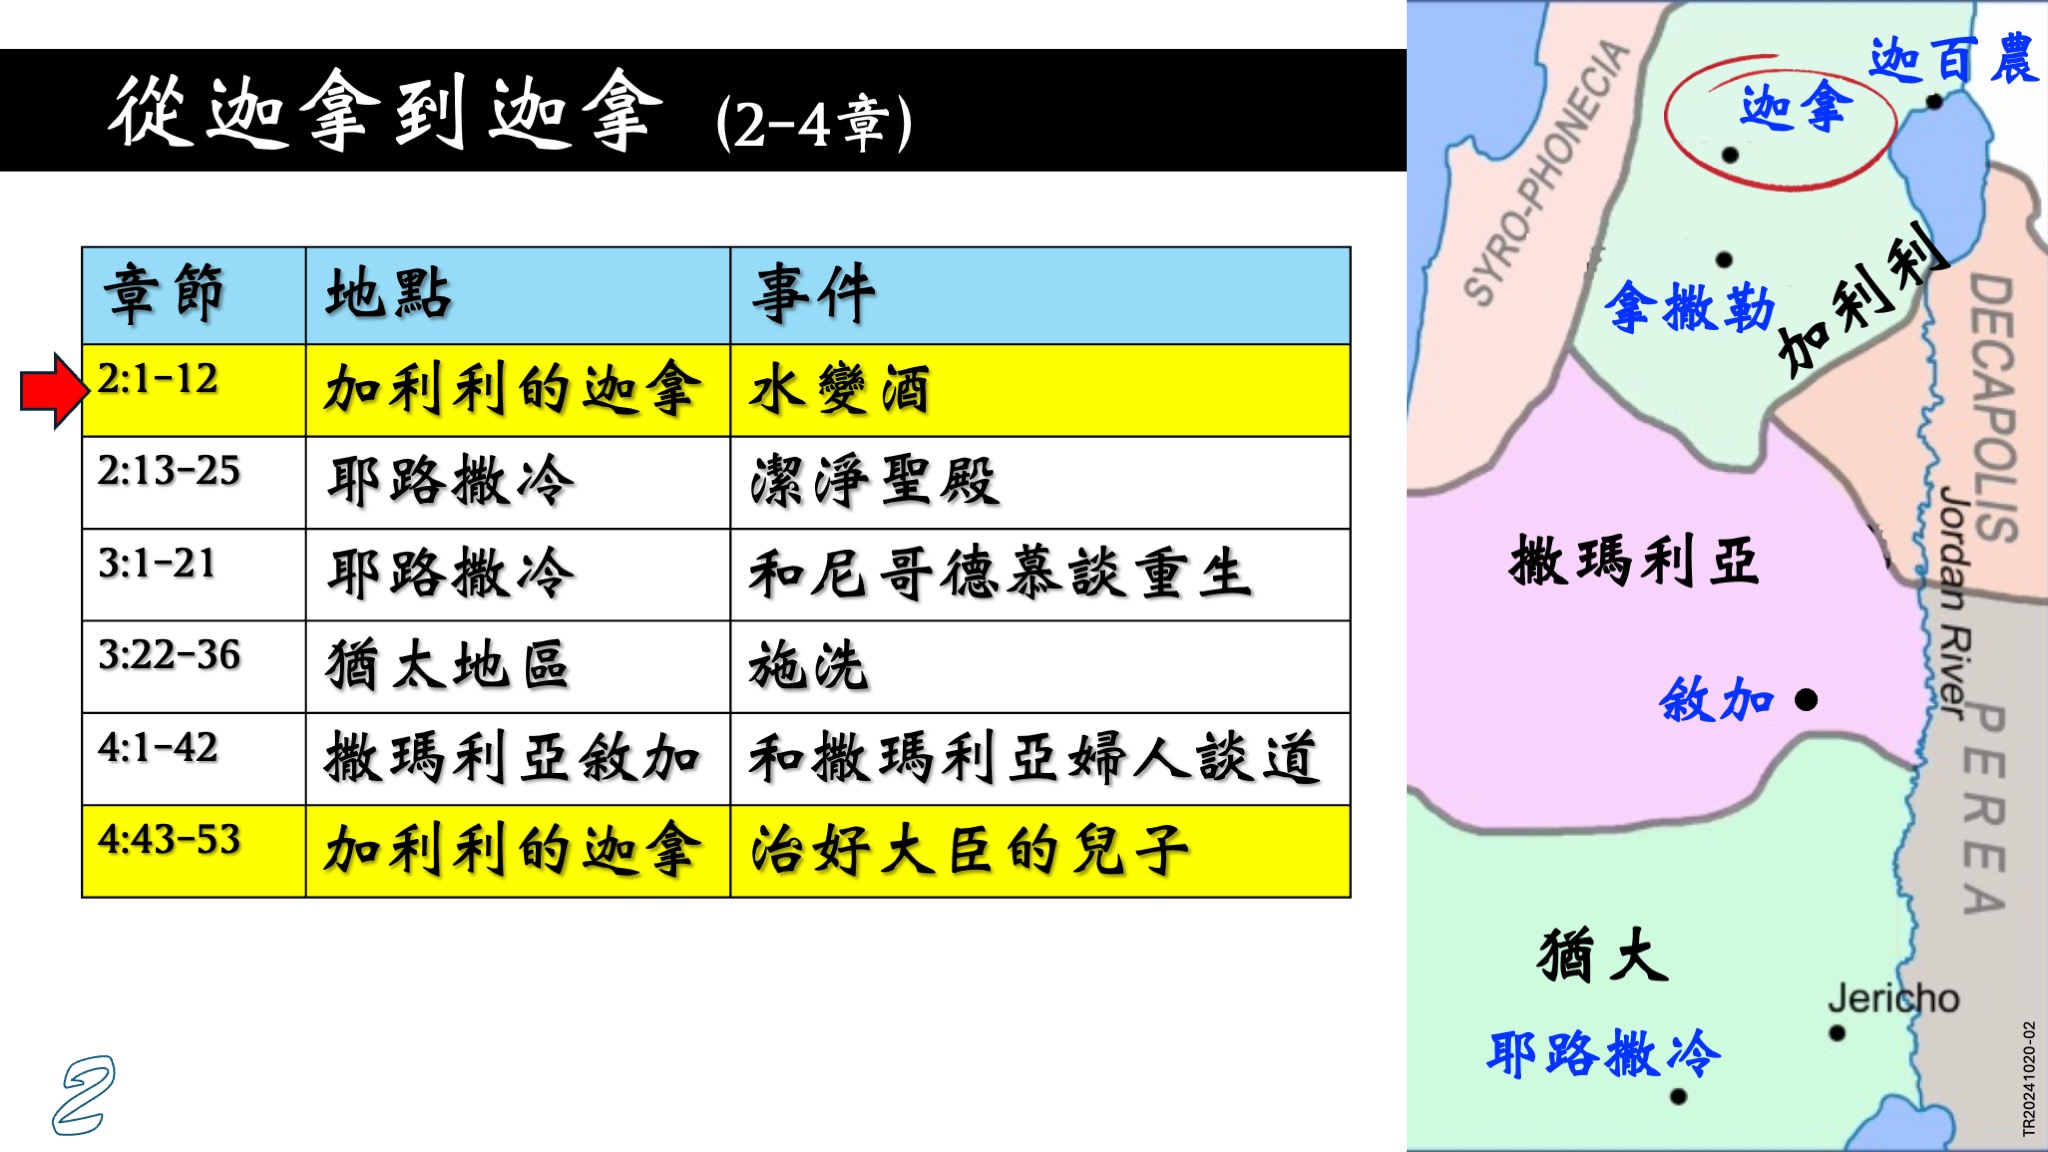 從迦拿到迦拿 (2-4章)
章節 地點 事件
2:1-12 加利利的迦拿 水變酒
2:13-25 耶路撒冷 潔淨聖殿
3:1-21 耶路撒冷 和尼哥德慕談重生
3:22-36 猶太地區 施洗
4:1-42 撒瑪利亞敘加 和撒瑪利亞婦人談道
4:43-53 加利利的迦拿 治好大臣的兒子
2
SYRO-PHONECIA
迦百農
迦拿
拿撒勒
加利利
DECAPOLIS
撒瑪利亞
Jordan River
敘加
PEREA
猶大
Jericho
耶路撒冷
TR20241020-02